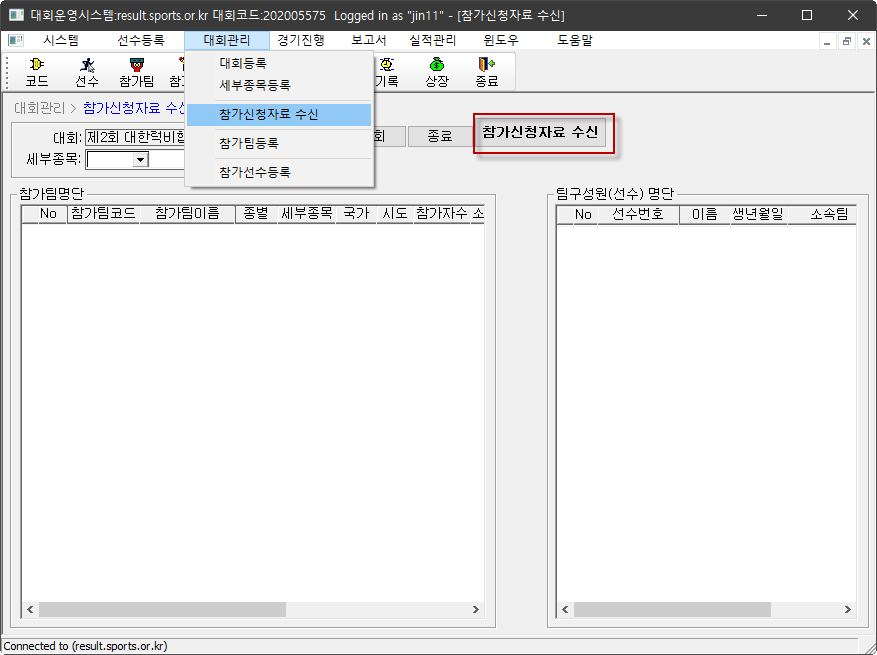 대회운영시스템:result.sports.or.kr 대회코드:202005575 Logged in as "jin11" - [참가신청자료 수신]
시스템 선수등록 대회관리 경기진행 보고서 실적관리 윈도우 도움말
코드 선수 참가팀 기록 상장 종료
대회등록
세부종목등록
참가신청자료 수신
참가팀등록
참가선수등록
대회관리 > 참가신청자료
대회: 제2회 대한럭비협 종료 참가신청자료 수신
세부종목:
참가팀명단 팀구성원(선수) 명단
No 참가팀코드 참가팀이름 종별 세부종목 국가 시도 참가자수 소
No 선수번호 이름 생년월일 소속팀
Connected to (result.sports.or.kr)